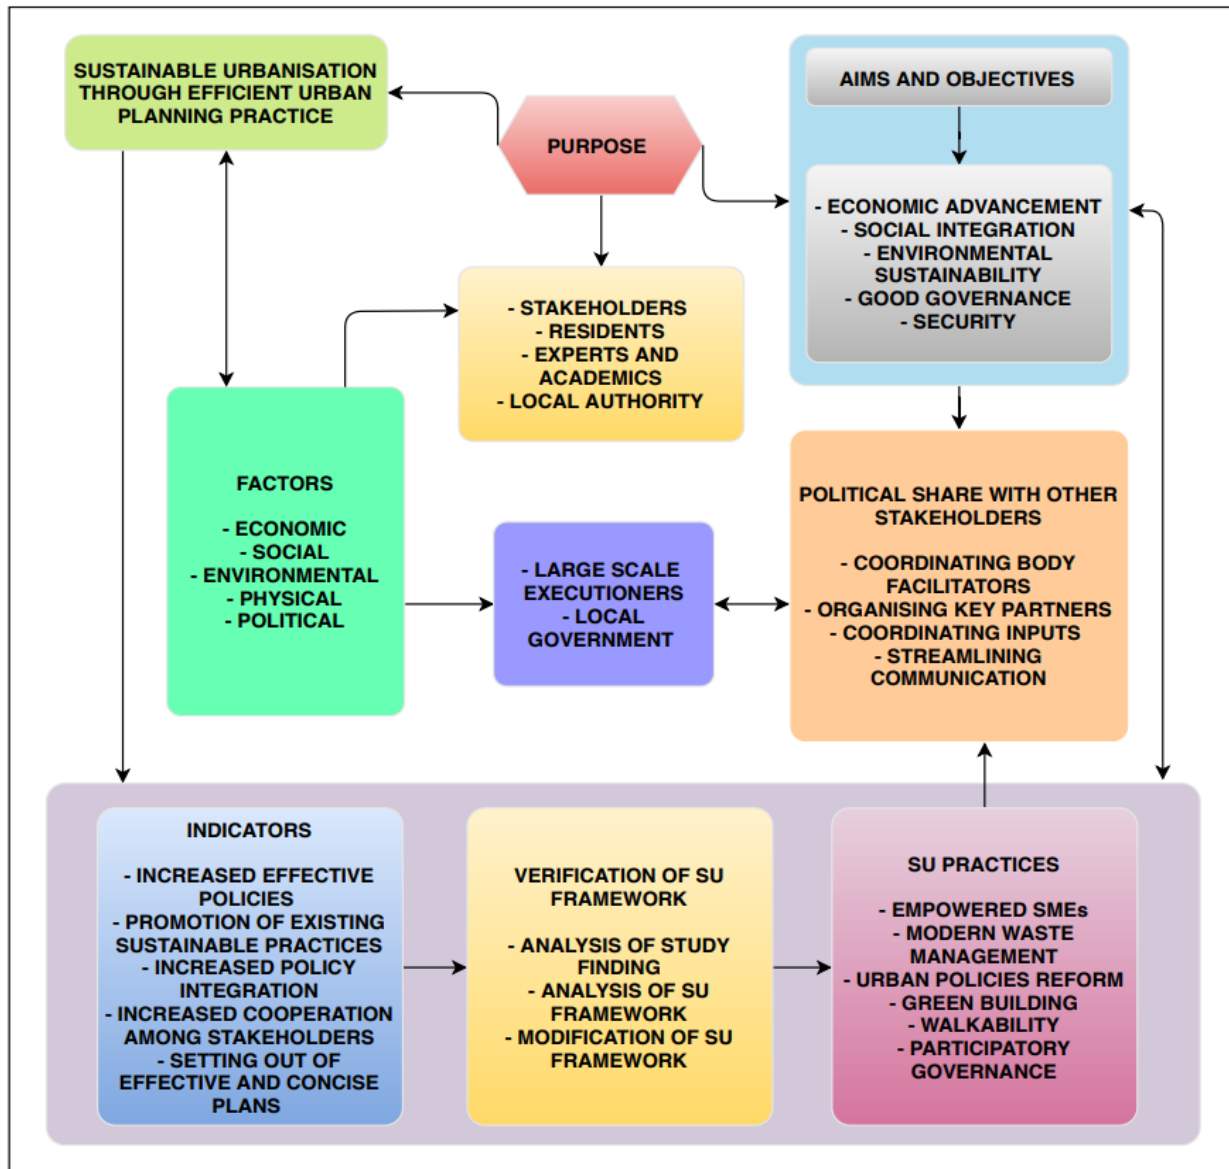 SUSTAINABLE URBANISATION
THROUGH EFFICIENT URBAN
PLANNING PRACTICE
PURPOSE
AIMS AND OBJECTIVES
- ECONOMIC ADVANCEMENT
- SOCIAL INTEGRATION
- ENVIRONMENTAL
SUSTAINABILITY
- GOOD GOVERNANCE
- SECURITY
- STAKEHOLDERS
- RESIDENTS
- EXPERTS AND
ACADEMICS
- LOCAL AUTHORITY
FACTORS
- ECONOMIC
- SOCIAL
- ENVIRONMENTAL
- PHYSICAL
- POLITICAL
- LARGE SCALE
EXECUTIONERS
- LOCAL
GOVERNMENT
POLITICAL SHARE WITH OTHER
STAKEHOLDERS
- COORDINATING BODY
FACILITATORS
- ORGANISING KEY PARTNERS
- COORDINATING INPUTS
- STREAMLINING
COMMUNICATION
INDICATORS
- INCREASED EFFECTIVE
POLICIES
- PROMOTION OF EXISTING
SUSTAINABLE PRACTICES
- INCREASED POLICY
INTEGRATION
- INCREASED COOPERATION
AMONG STAKEHOLDERS
- SETTING OUT OF
EFFECTIVE AND CONCISE
PLANS
VERIFICATION OF SU
FRAMEWORK
- ANALYSIS OF STUDY
FINDING
- ANALYSIS OF SU
FRAMEWORK
- MODIFICATION OF SU
FRAMEWORK
SU PRACTICES
- EMPOWERED SMEs
- MODERN WASTE
MANAGEMENT
- URBAN POLICIES REFORM
- GREEN BUILDING
- WALKABILITY
- PARTICIPATORY
GOVERNANCE